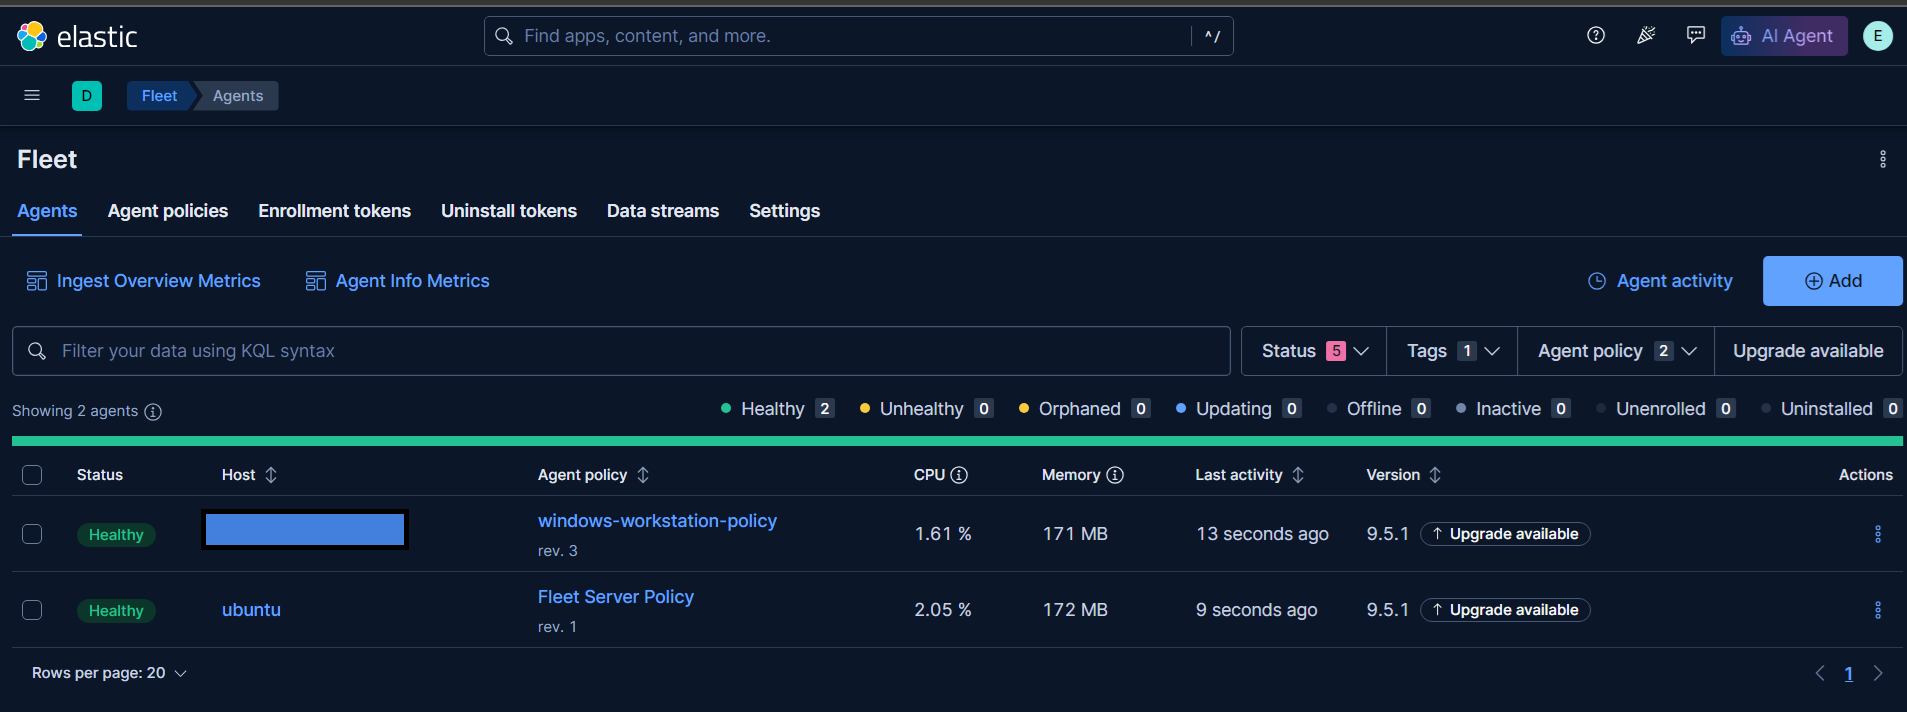 elastic
Find apps, content, and more.
^ /
AI Agent
E
D
Fleet
Agents
Fleet
Agents
Agent policies
Enrollment tokens
Uninstall tokens
Data streams
Settings
Ingest Overview Metrics
Agent Info Metrics
Agent activity
Add
Filter your data using KQL syntax
Status 5
Tags 1
Agent policy 2
Upgrade available
Showing 2 agents
Healthy 2
Unhealthy 0
Orphaned 0
Updating 0
Offline 0
Inactive 0
Unenrolled 0
Uninstalled 0
Status
Host
Agent policy
CPU
Memory
Last activity
Version
Actions
Healthy
windows-workstation-policy
rev. 3
1.61 %
171 MB
13 seconds ago
9.5.1
Upgrade available
Healthy
ubuntu
Fleet Server Policy
rev. 1
2.05 %
172 MB
9 seconds ago
9.5.1
Upgrade available
Rows per page: 20
1